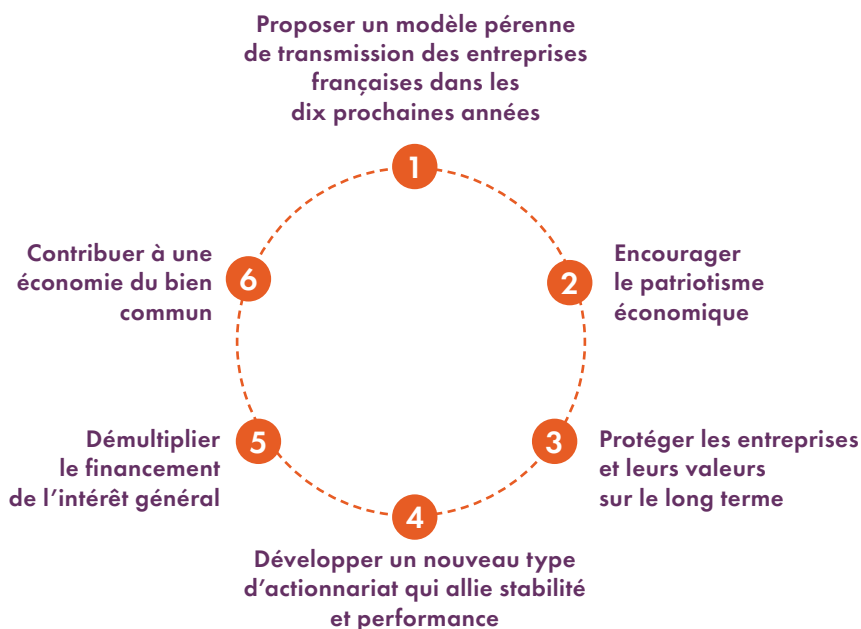 Proposer un modèle pérenne
de transmission des entreprises
françaises dans les
dix prochaines années
1
Encourager
le patriotisme
économique
2
Protéger les entreprises
et leurs valeurs
sur le long terme
3
4
Développer un nouveau type
d’actionnariat qui allie stabilité
et performance
Démultiplier
le financement
de l’intérêt général
5
Contribuer à une
économie du bien
commun
6